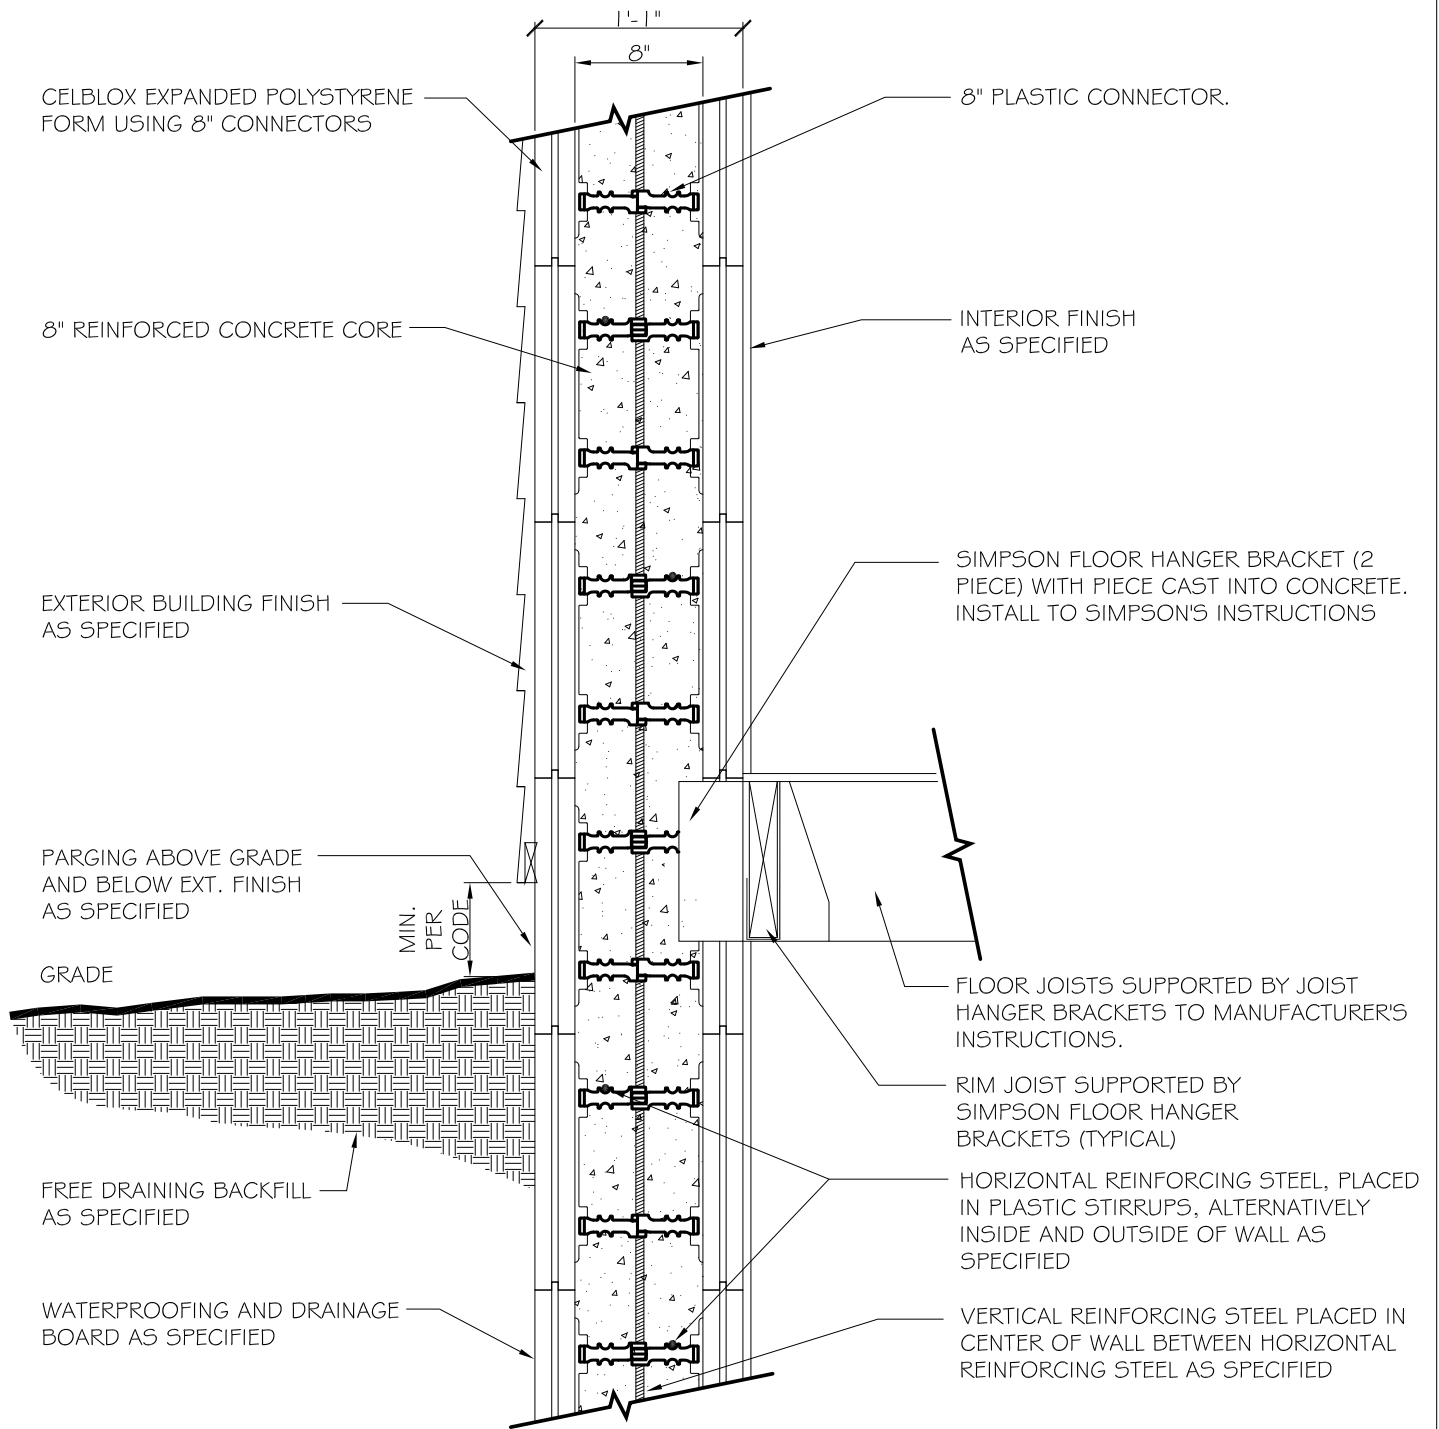 1'-1"
8"
CELBLOX EXPANDED POLYSTYRENE
FORM USING 8" CONNECTORS
8" PLASTIC CONNECTOR.
8" REINFORCED CONCRETE CORE
INTERIOR FINISH
AS SPECIFIED
SIMPSON FLOOR HANGER BRACKET (2
PIECE) WITH PIECE CAST INTO CONCRETE.
INSTALL TO SIMPSON'S INSTRUCTIONS
EXTERIOR BUILDING FINISH
AS SPECIFIED
PARGING ABOVE GRADE
AND BELOW EXT. FINISH
AS SPECIFIED
MIN.
PER
CODE
GRADE
FLOOR JOISTS SUPPORTED BY JOIST
HANGER BRACKETS TO MANUFACTURER'S
INSTRUCTIONS.
RIM JOIST SUPPORTED BY
SIMPSON FLOOR HANGER
BRACKETS (TYPICAL)
FREE DRAINING BACKFILL
AS SPECIFIED
HORIZONTAL REINFORCING STEEL, PLACED
IN PLASTIC STIRRUPS, ALTERNATIVELY
INSIDE AND OUTSIDE OF WALL AS
SPECIFIED
WATERPROOFING AND DRAINAGE
BOARD AS SPECIFIED
VERTICAL REINFORCING STEEL PLACED IN
CENTER OF WALL BETWEEN HORIZONTAL
REINFORCING STEEL AS SPECIFIED